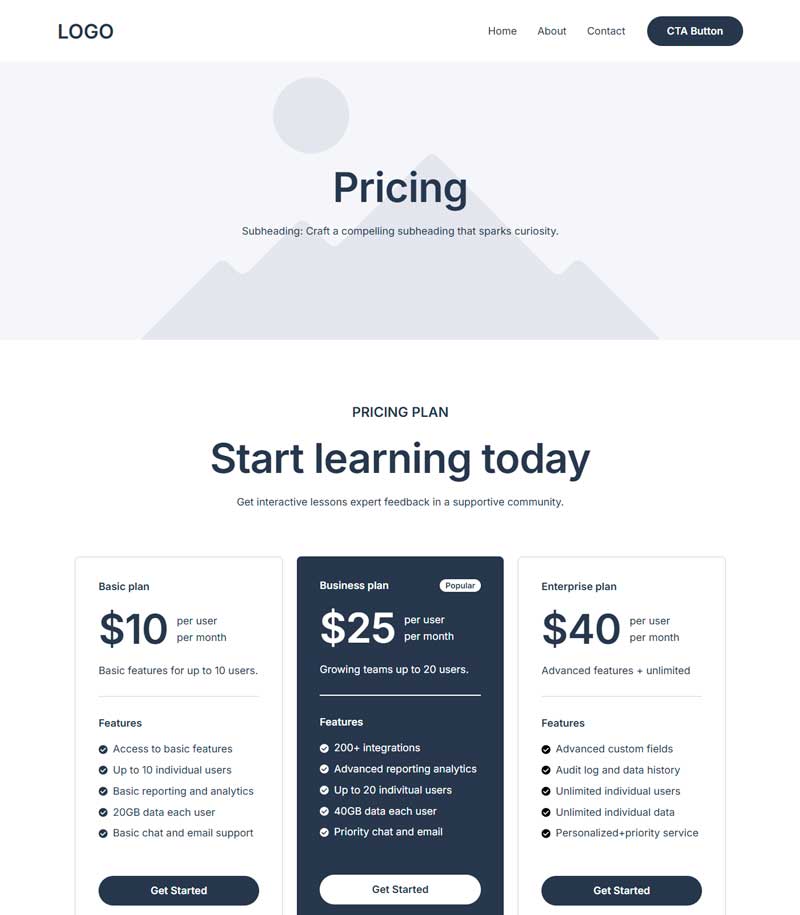 LOGO
Home About Contact CTA Button
Pricing
Subheading: Craft a compelling subheading that sparks curiosity.
PRICING PLAN
Start learning today
Get interactive lessons expert feedback in a supportive community.
Basic plan
$10 per user
per month
Basic features for up to 10 users.
Features
Access to basic features
Up to 10 individual users
Basic reporting and analytics
20GB data each user
Basic chat and email support
Get Started
Business plan Popular
$25 per user
per month
Growing teams up to 20 users.
Features
200+ integrations
Advanced reporting analytics
Up to 20 indivitual users
40GB data each user
Priority chat and email
Get Started
Enterprise plan
$40 per user
per month
Advanced features + unlimited
Features
Advanced custom fields
Audit log and data history
Unlimited individual users
Unlimited individual data
Personalized+priority service
Get Started